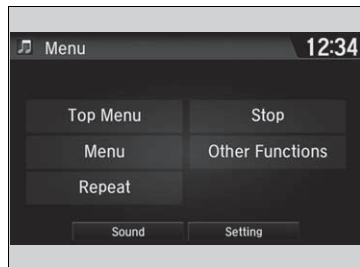 Menu 12:34
Top Menu Stop
Menu Other Functions
Repeat
Sound Setting